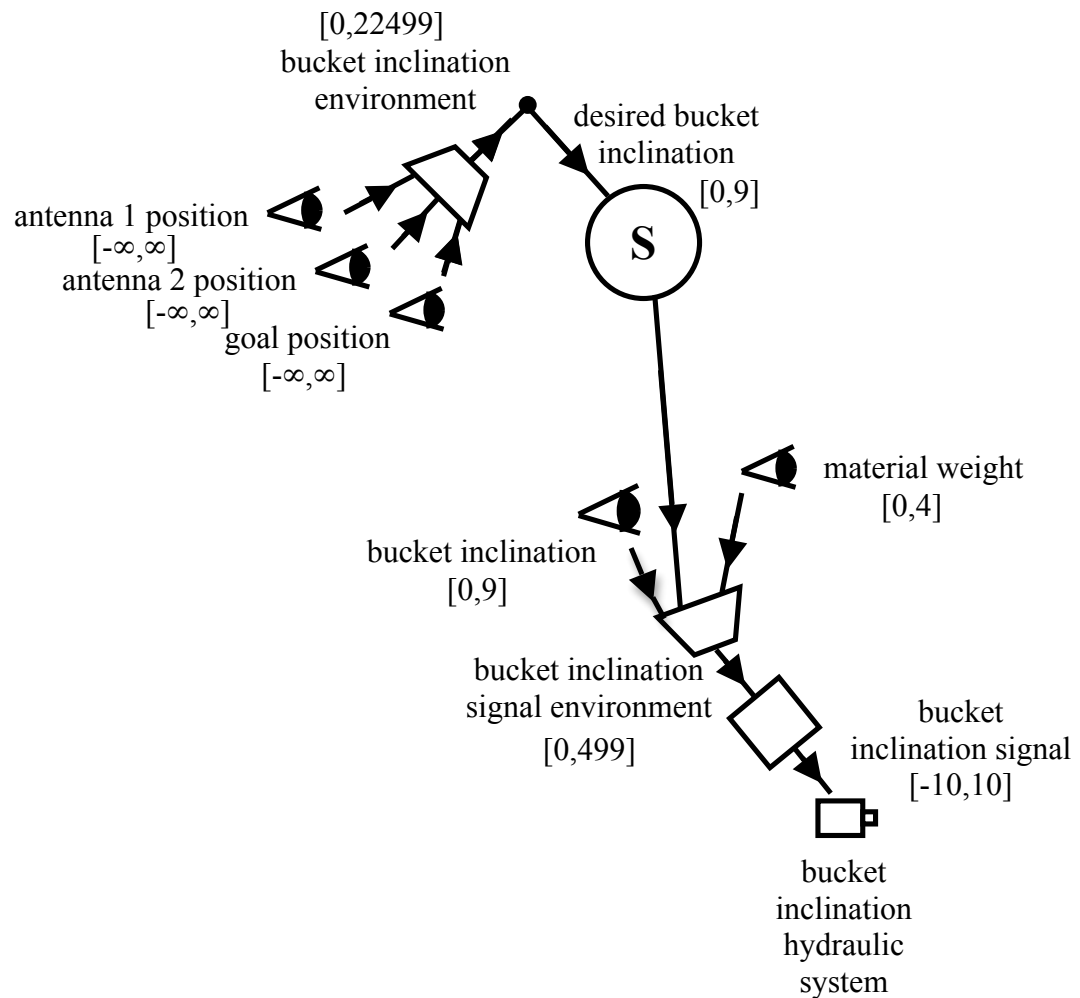 [0,22499]
bucket inclination
environment
desired bucket
inclination
[0,9]
antenna 1 position
[-∞,∞]
antenna 2 position
[-∞,∞]
goal position
[-∞,∞]
S
material weight
[0,4]
bucket inclination
[0,9]
bucket inclination
signal environment
[0,499]
bucket
inclination signal
[-10,10]
bucket
inclination
hydraulic
system